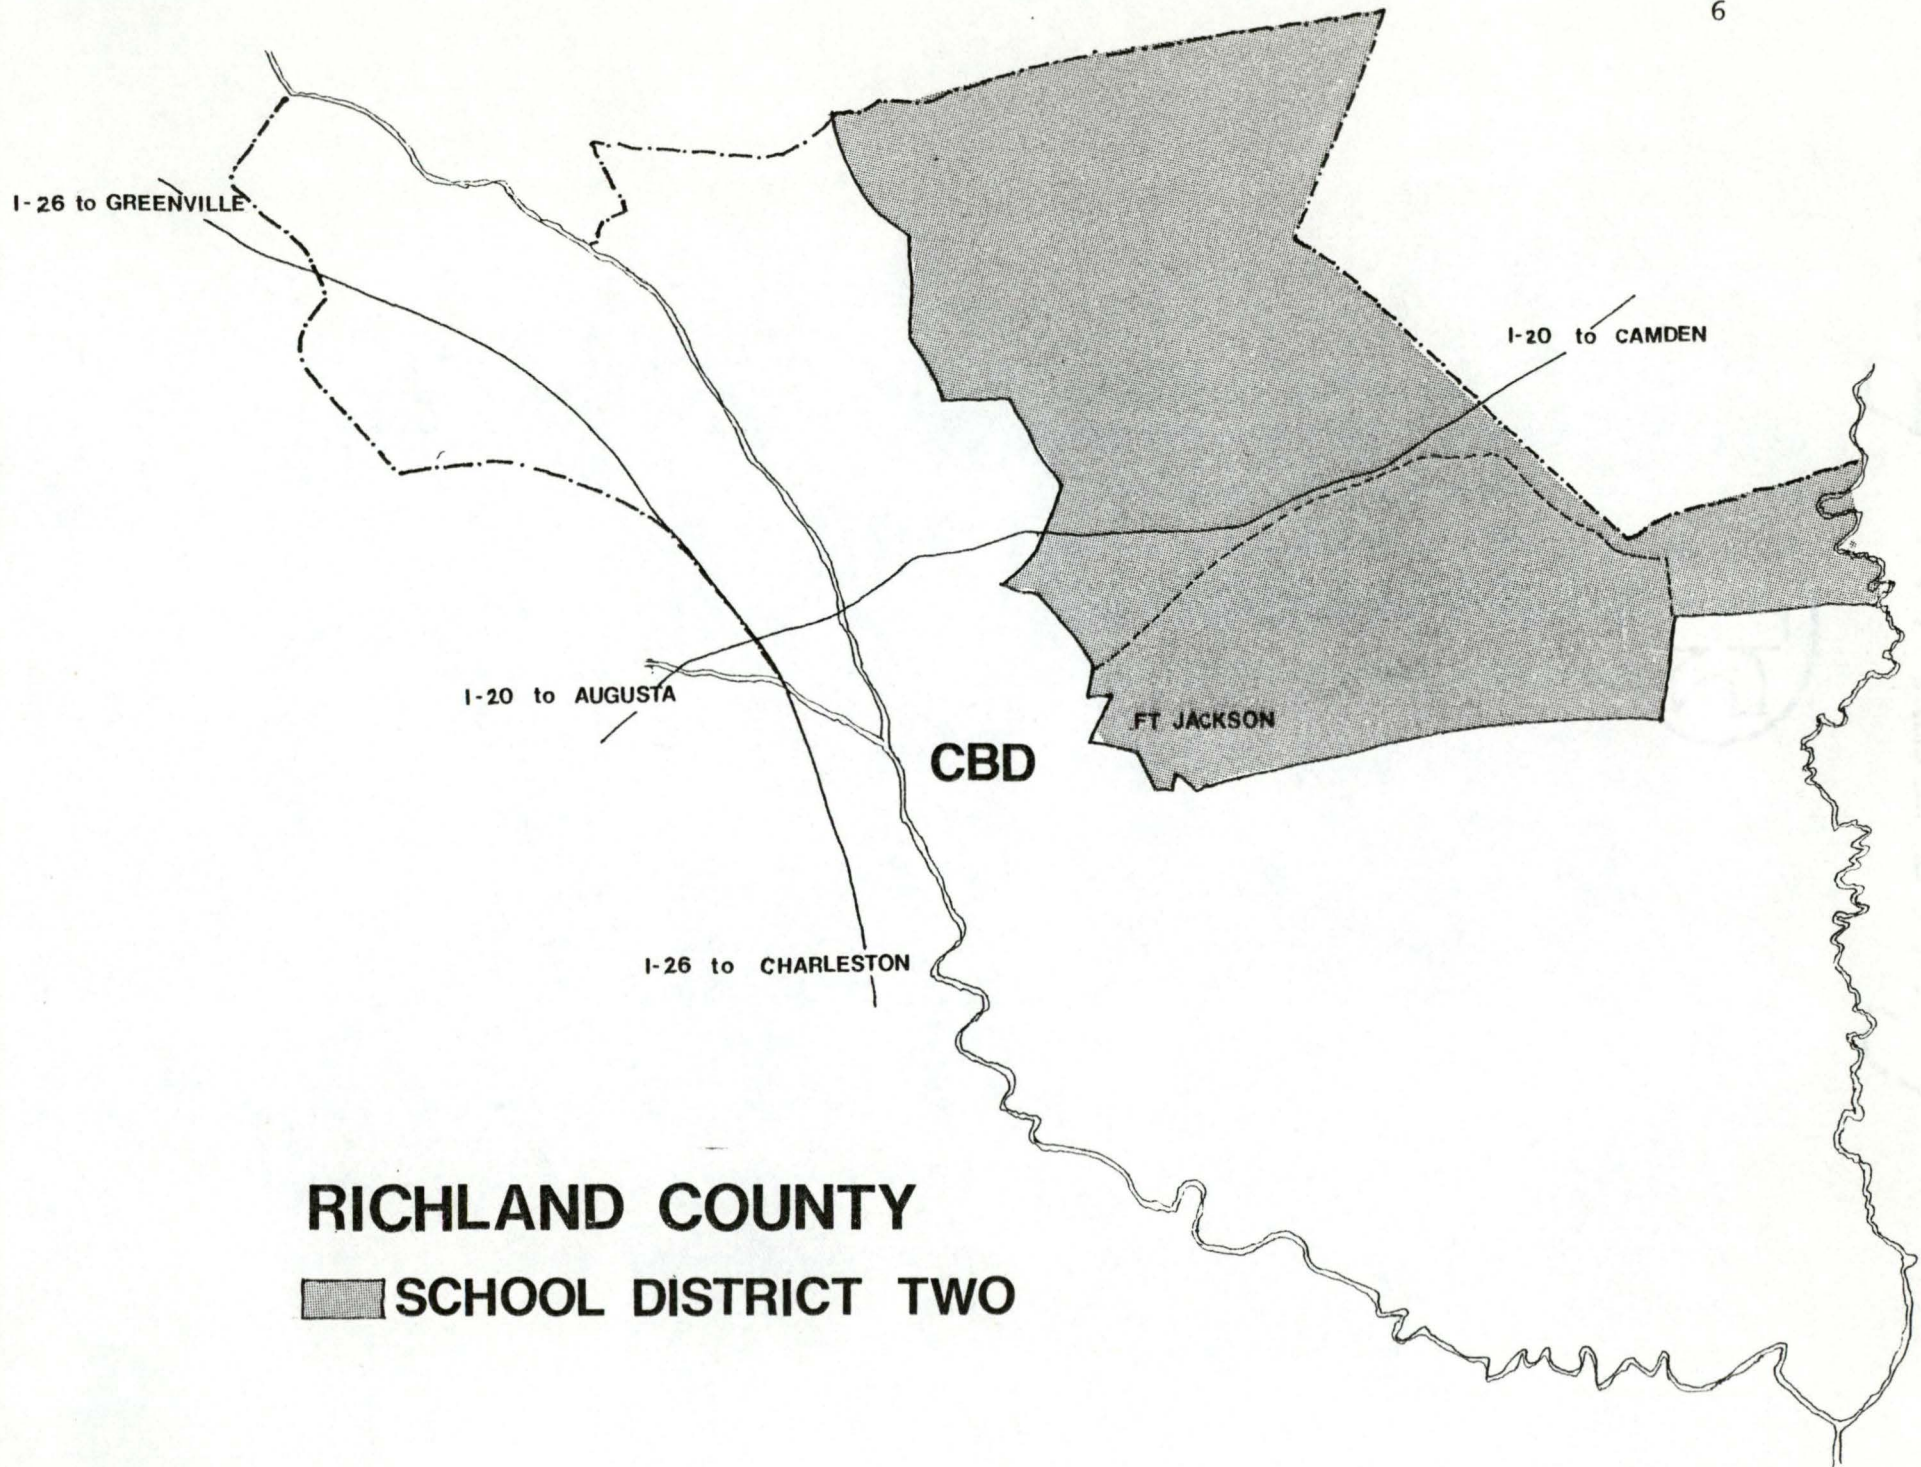 6
I-26 to GREENVILLE
I-20 to CAMDEN
I-20 to AUGUSTA
FT JACKSON
CBD
I-26 to CHARLESTON
RICHLAND COUNTY
SCHOOL DISTRICT TWO